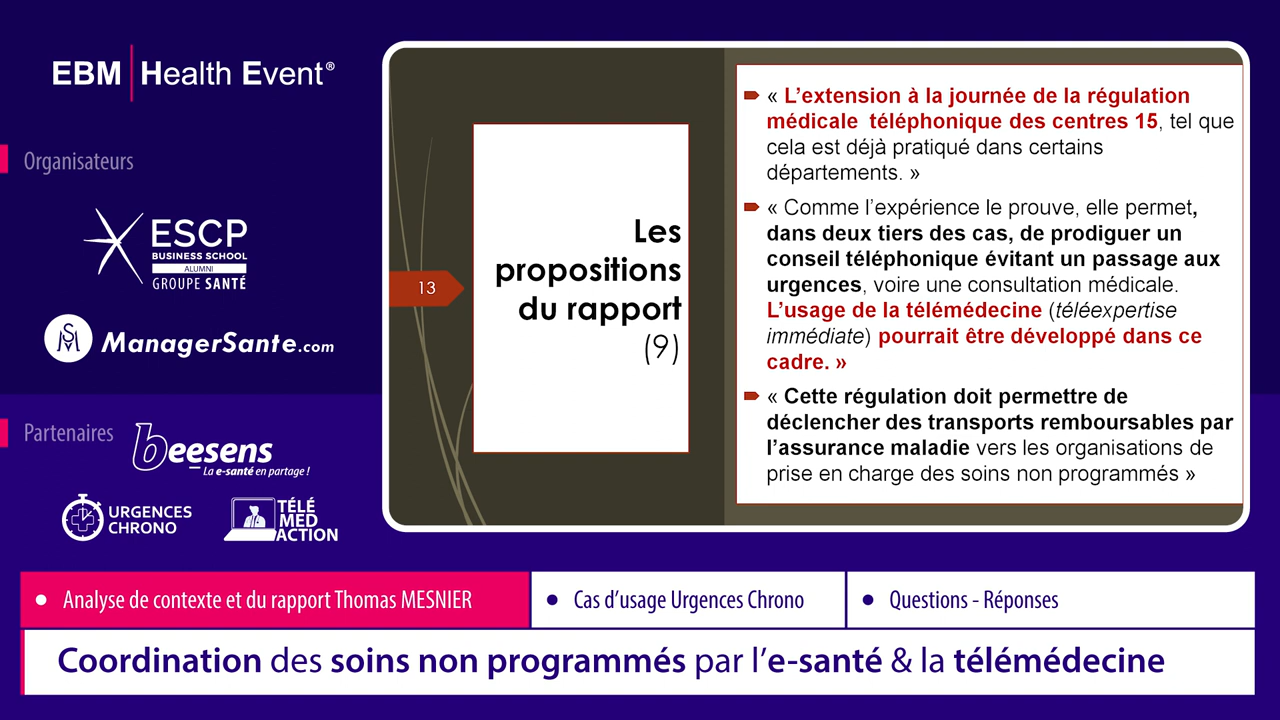 EBM Health Event®
Organisateurs
ESCP
BUSINESS SCHOOL
ALUMNI
GROUPE SANTÉ
SM
ManagerSante.com
Partenaires
beesens
La e-santé en partage !
URGENCES
CHRONO
TÉLÉ
MED
ACTION
13
Les
propositions
du rapport
(9)
« L’extension à la journée de la régulation
médicale téléphonique des centres 15, tel que
cela est déjà pratiqué dans certains
départements. »
« Comme l’expérience le prouve, elle permet,
dans deux tiers des cas, de prodiguer un
conseil téléphonique évitant un passage aux
urgences, voire une consultation médicale.
L’usage de la télémédecine (téléexpertise
immédiate) pourrait être développé dans ce
cadre. »
« Cette régulation doit permettre de
déclencher des transports remboursables par
l’assurance maladie vers les organisations de
prise en charge des soins non programmés »
• Analyse de contexte et du rapport Thomas MESNIER
• Cas d’usage Urgences Chrono
• Questions - Réponses
Coordination des soins non programmés par l’e-santé & la télémédecine